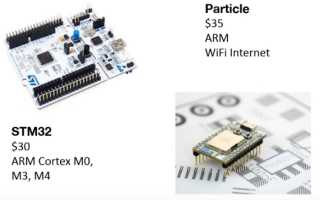 Particle
$35
ARM
WiFi Internet
STM32
$30
ARM Cortex M0,
M3, M4